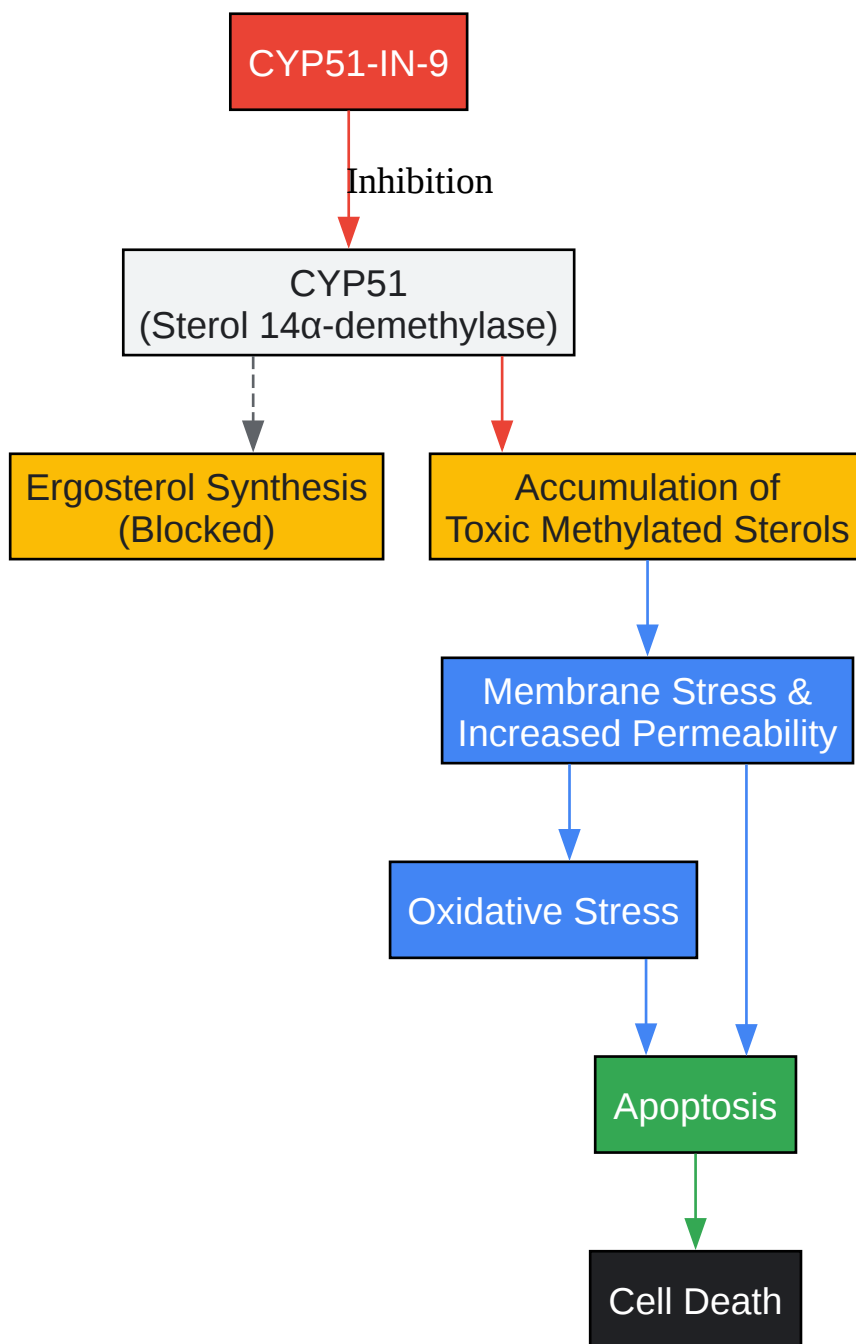 CYP51-IN-9
Inhibition
CYP51
(Sterol 14α-demethylase)
Ergosterol Synthesis
(Blocked)
Accumulation of
Toxic Methylated Sterols
Membrane Stress &
Increased Permeability
Oxidative Stress
Apoptosis
Cell Death